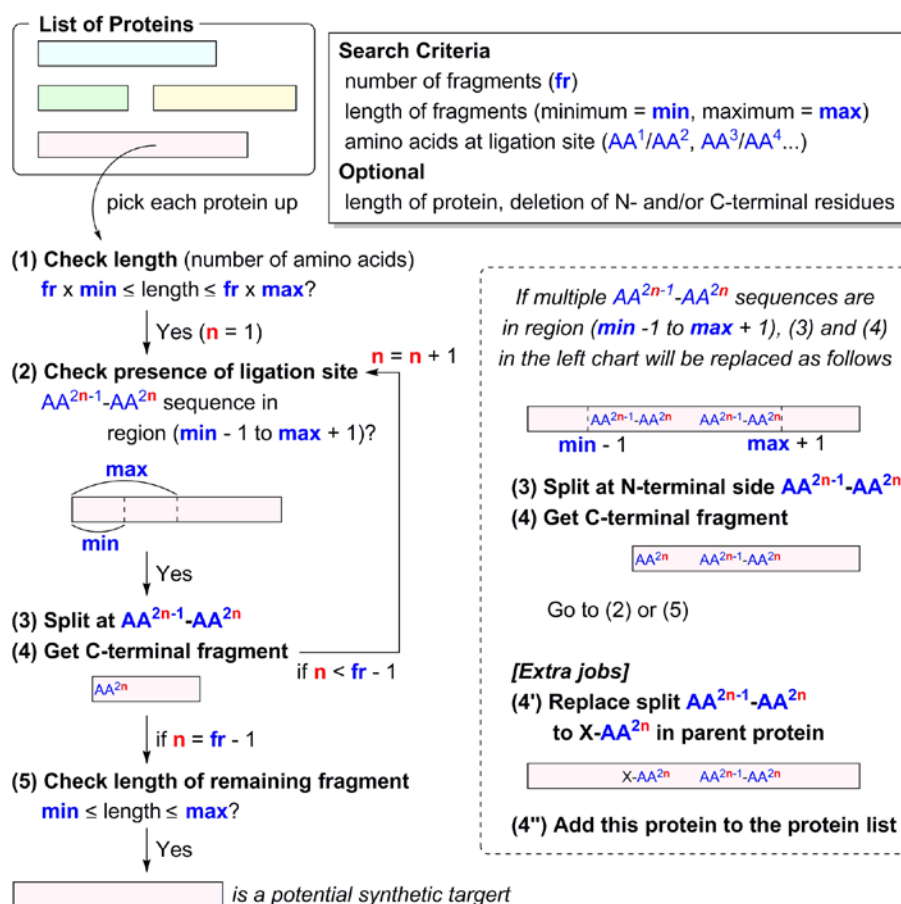 List of Proteins
Search Criteria
number of fragments (fr)
length of fragments (minimum = min, maximum = max)
amino acids at ligation site (AA¹/AA², AA³/AA⁴...)
Optional
length of protein, deletion of N- and/or C-terminal residues
pick each protein up
(1) Check length (number of amino acids)
fr x min ≤ length ≤ fr x max?
Yes (n = 1)
n = n + 1
(2) Check presence of ligation site
AA²ⁿ⁻¹-AA²ⁿ sequence in
region (min - 1 to max + 1)?
max
min
Yes
(3) Split at AA²ⁿ⁻¹-AA²ⁿ
(4) Get C-terminal fragment
if n < fr - 1
AA²ⁿ
if n = fr - 1
(5) Check length of remaining fragment
min ≤ length ≤ max?
Yes
is a potential synthetic targert
If multiple AA²ⁿ⁻¹-AA²ⁿ sequences are
in region (min -1 to max + 1), (3) and (4)
in the left chart will be replaced as follows
AA²ⁿ⁻¹-AA²ⁿ AA²ⁿ⁻¹-AA²ⁿ
min - 1 max + 1
(3) Split at N-terminal side AA²ⁿ⁻¹-AA²ⁿ
(4) Get C-terminal fragment
AA²ⁿ AA²ⁿ⁻¹-AA²ⁿ
Go to (2) or (5)
[Extra jobs]
(4') Replace split AA²ⁿ⁻¹-AA²ⁿ
to X-AA²ⁿ in parent protein
X-AA²ⁿ AA²ⁿ⁻¹-AA²ⁿ
(4") Add this protein to the protein list